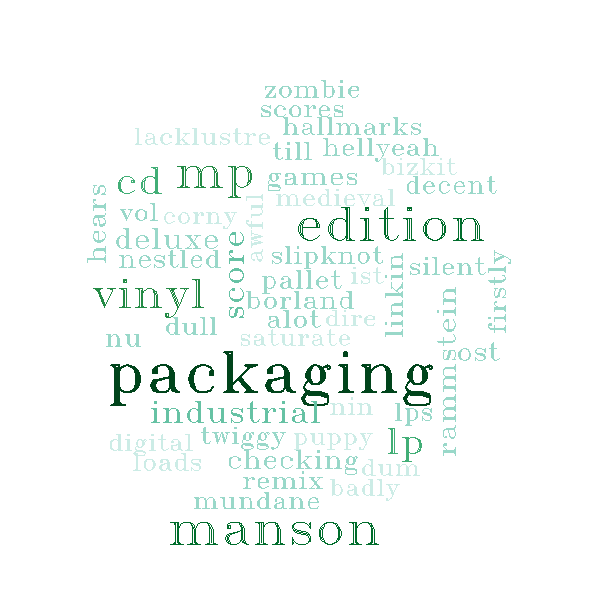 zombie
scores
hallmarks
lacklustre
till hellyeah
bizkit
cd mp games decent
medieval
hears vol corny awful edition
deluxe score slipknot
nestled silent
pallet ist linkin firstly
vinyl borland
alot dire rammstein
dull
nu saturate
ost
packaging
industrial nin lps
digital twiggy puppy lp
loads checking dum
remix badly
mundane
manson